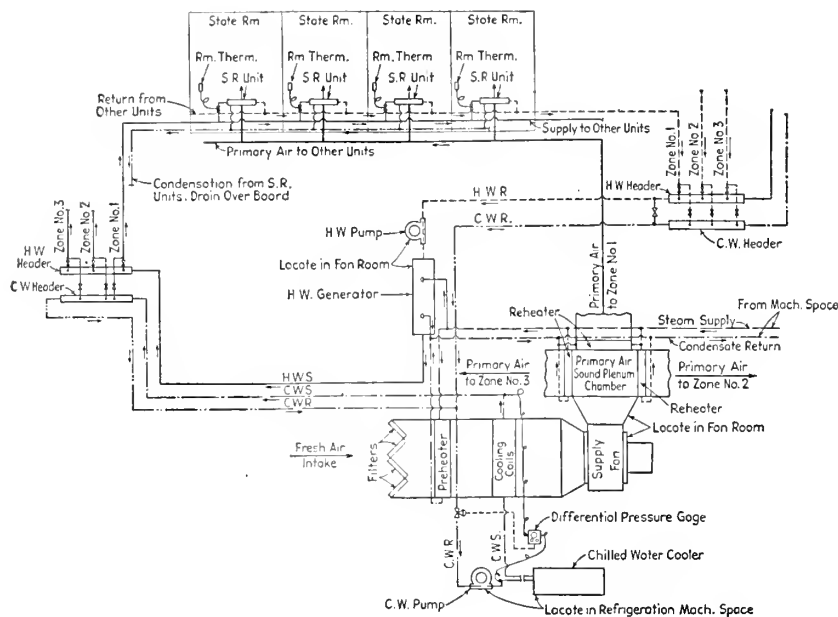 State Rm
State Rm.
State Rm.
State Rm.
Rm. Therm.
Rm Therm.
Rm. Therm.
Rm Therm.
S.R Unit
S.R. Unit
S.R. Unit
S.R Unit
Return from
Other Units
Supply to Other Units
Primary Air to Other Units
Condensation from S.R.
Units. Drain Over Board
Zone No.1
Zone No 2
Zone No 3
HW Header
C.W. Header
H W R
C W R.
Zone No.3
Zone No.2
Zone No.1
H W
Header
C W Header
H W Pump
Locate in Fan Room
H W. Generator
Primary Air
to Zone No.1
From Mach. Space
Steam Supply
Condensate Return
Reheater
Primary Air
to Zone No.3
Primary Air
Sound Plenum
Chamber
Primary Air
to Zone No.2
Reheater
Locate in Fan Room
HWS
CWS
CWR
Fresh Air
Intake
Filters
Preheater
Cooling
Coils
Supply
Fan
Differential Pressure Gage
C.W.R
C.W.S.
Chilled Water Cooler
C.W. Pump
Locate in Refrigeration Mach. Space